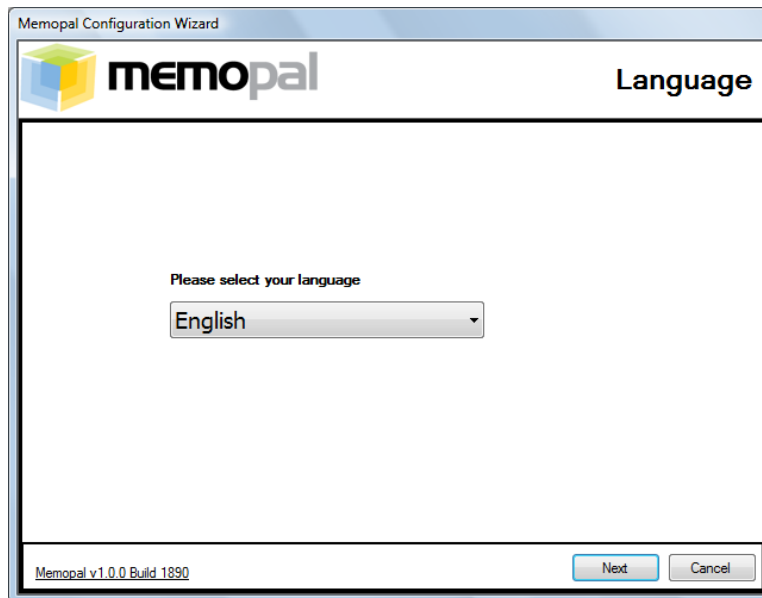 Memopal Configuration Wizard
memopal
Language
Please select your language
English
Memopal v1.0.0 Build 1890
Next
Cancel